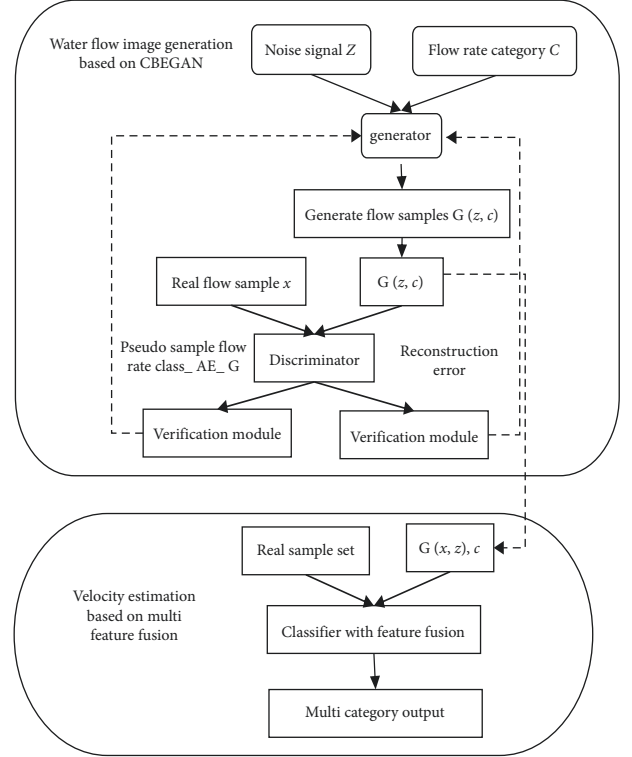 Water flow image generation
based on CBEGAN
Noise signal Z
Flow rate category C
generator
Generate flow samples G (z, c)
Real flow sample x
G (z, c)
Pseudo sample flow
rate class_ AE_ G
Discriminator
Reconstruction
error
Verification module
Verification module
Real sample set
G (x, z), c
Velocity estimation
based on multi
feature fusion
Classifier with feature fusion
Multi category output